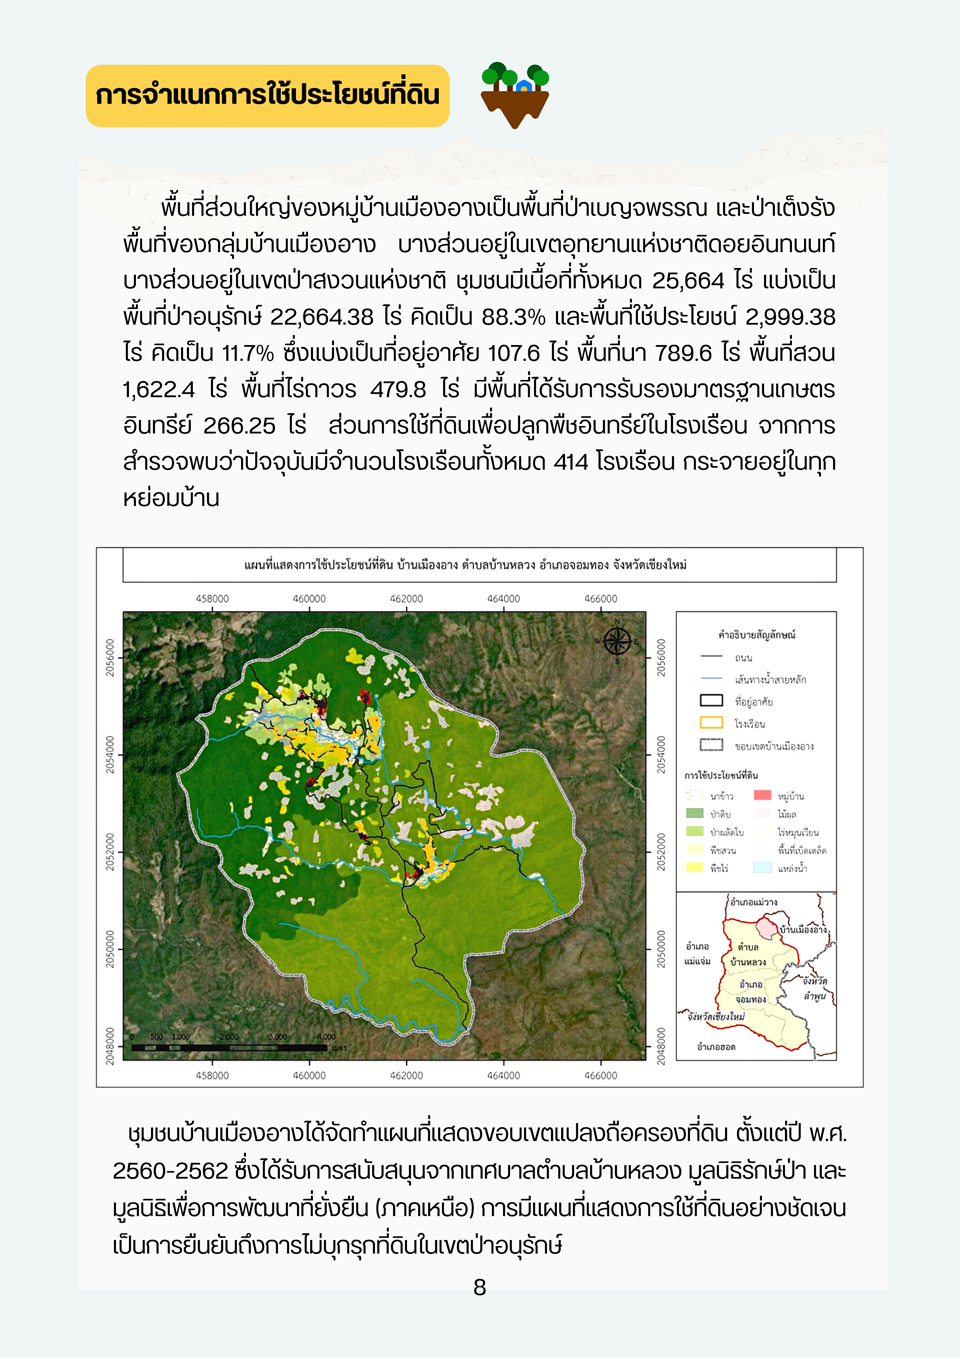 การจำแนกการใช้ประโยชน์ที่ดิน
พื้นที่ส่วนใหญ่ของหมู่บ้านเมืองอางเป็นพื้นที่ป่าเบญจพรรณ และป่าเต็งรัง
พื้นที่ของกลุ่มบ้านเมืองอาง บางส่วนอยู่ในเขตอุทยานแห่งชาติดอยอินทนนท์
บางส่วนอยู่ในเขตป่าสงวนแห่งชาติ ชุมชนมีเนื้อที่ทั้งหมด 25,664 ไร่ แบ่งเป็น
พื้นที่ป่าอนุรักษ์ 22,664.38 ไร่ คิดเป็น 88.3% และพื้นที่ใช้ประโยชน์ 2,999.38
ไร่ คิดเป็น 11.7% ซึ่งแบ่งเป็นที่อยู่อาศัย 107.6 ไร่ พื้นที่นา 789.6 ไร่ พื้นที่สวน
1,622.4 ไร่ พื้นที่ไร่ถาวร 479.8 ไร่ มีพื้นที่ได้รับการรับรองมาตรฐานเกษตร
อินทรีย์ 266.25 ไร่ ส่วนการใช้ที่ดินเพื่อปลูกพืชอินทรีย์ในโรงเรือน จากการ
สำรวจพบว่าปัจจุบันมีจำนวนโรงเรือนทั้งหมด 414 โรงเรือน กระจายอยู่ในทุก
หย่อมบ้าน
แผนที่แสดงการใช้ประโยชน์ที่ดิน บ้านเมืองอาง ตำบลบ้านหลวง อำเภอจอมทอง จังหวัดเชียงใหม่
458000 460000 462000 464000 466000
2056000
2054000
2052000
2050000
2048000
N
W E
S
0 500 1,000 2,000 3,000 4,000
เมตร
458000 460000 462000 464000 466000
2056000
2054000
2052000
2050000
2048000
คำอธิบายสัญลักษณ์
ถนน
เส้นทางน้ำสายหลัก
ที่อยู่อาศัย
โรงเรือน
ขอบเขตบ้านเมืองอาง
การใช้ประโยชน์ที่ดิน
นาข้าว หมู่บ้าน
ป่าดิบ ไม้ผล
ป่าผลัดใบ ไร่หมุนเวียน
พืชสวน พื้นที่เบ็ดเตล็ด
พืชไร่ แหล่งน้ำ
อำเภอแม่วาง
บ้านเมืองอาง
อำเภอ
แม่แจ่ม
ตำบล
บ้านหลวง
อำเภอ
จอมทอง
จังหวัด
ลำพูน
จังหวัดเชียงใหม่
อำเภอฮอด
ชุมชนบ้านเมืองอางได้จัดทำแผนที่แสดงขอบเขตแปลงถือครองที่ดิน ตั้งแต่ปี พ.ศ.
2560-2562 ซึ่งได้รับการสนับสนุนจากเทศบาลตำบลบ้านหลวง มูลนิธิรักษ์ป่า และ
มูลนิธิเพื่อการพัฒนาที่ยั่งยืน (ภาคเหนือ) การมีแผนที่แสดงการใช้ที่ดินอย่างชัดเจน
เป็นการยืนยันถึงการไม่บุกรุกที่ดินในเขตป่าอนุรักษ์
8